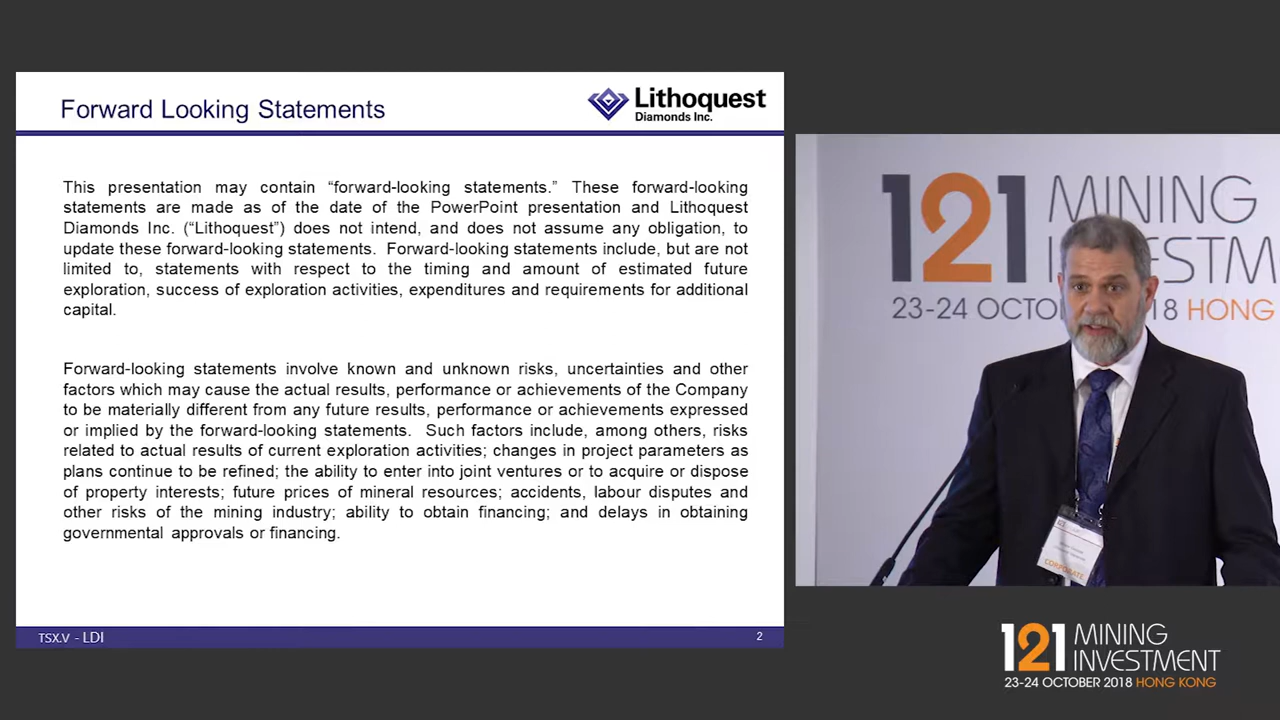 Forward Looking Statements
Lithoquest
Diamonds Inc.
This presentation may contain “forward-looking statements.” These forward-looking
statements are made as of the date of the PowerPoint presentation and Lithoquest
Diamonds Inc. (“Lithoquest”) does not intend, and does not assume any obligation, to
update these forward-looking statements. Forward-looking statements include, but are not
limited to, statements with respect to the timing and amount of estimated future
exploration, success of exploration activities, expenditures and requirements for additional
capital.
Forward-looking statements involve known and unknown risks, uncertainties and other
factors which may cause the actual results, performance or achievements of the Company
to be materially different from any future results, performance or achievements expressed
or implied by the forward-looking statements. Such factors include, among others, risks
related to actual results of current exploration activities; changes in project parameters as
plans continue to be refined; the ability to enter into joint ventures or to acquire or dispose
of property interests; future prices of mineral resources; accidents, labour disputes and
other risks of the mining industry; ability to obtain financing; and delays in obtaining
governmental approvals or financing.
TSX.V - LDI
2
121 MINING
INVESTM
23-24 OCTO 18 HONG
CORPORATE
121 MINING
INVESTMENT
23-24 OCTOBER 2018 HONG KONG